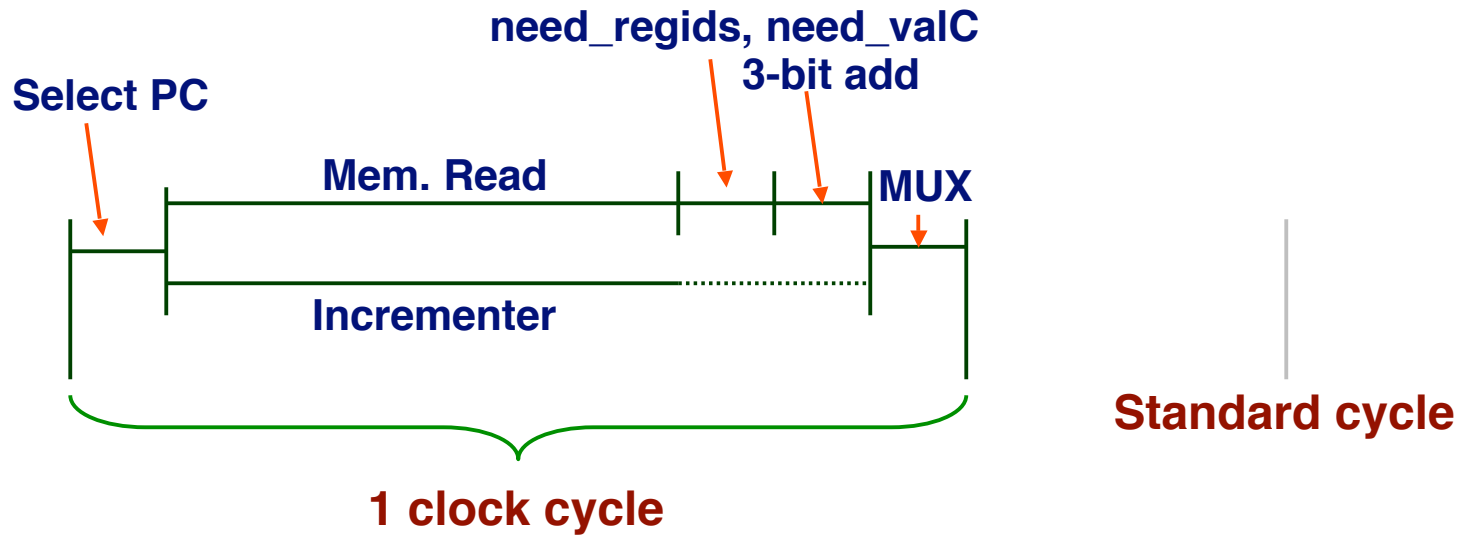 need_regids, need_valC
3-bit add
Select PC
Mem. Read
MUX
Incrementer
Standard cycle
1 clock cycle